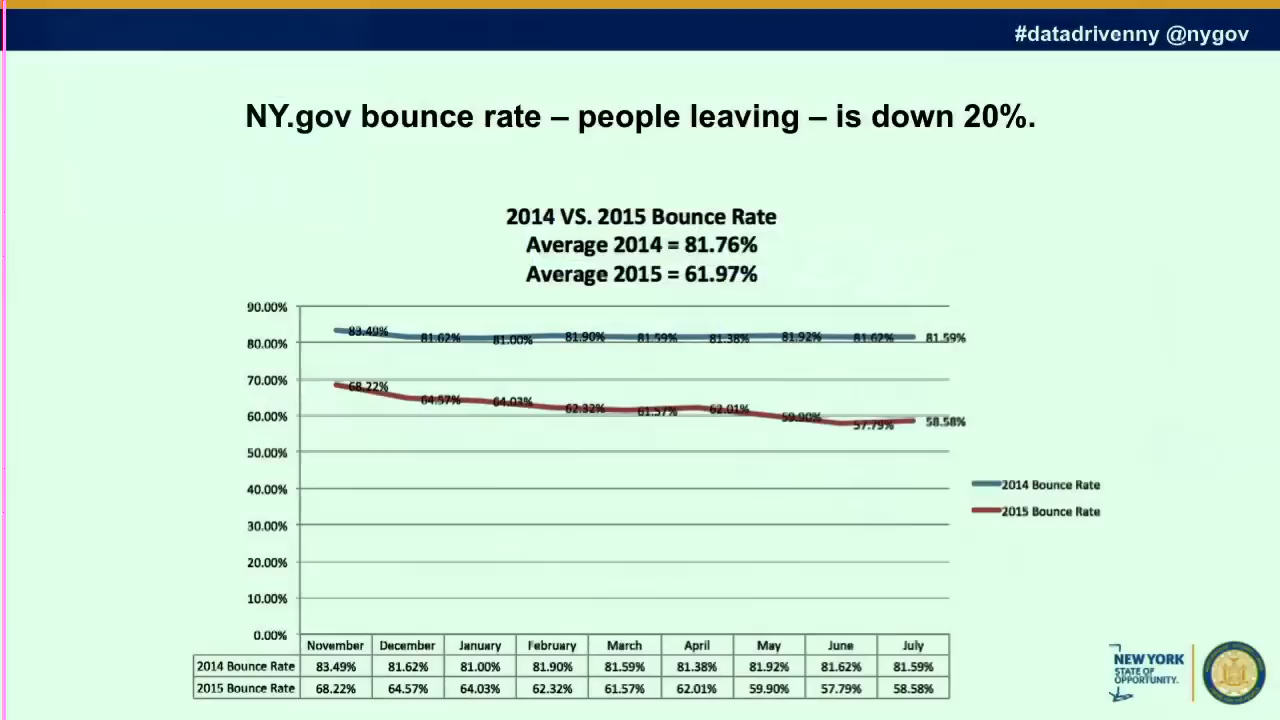 #datadrivenny @nygov
NY.gov bounce rate – people leaving – is down 20%.
2014 VS. 2015 Bounce Rate
Average 2014 = 81.76%
Average 2015 = 61.97%
90.00%
80.00%
70.00%
60.00%
50.00%
40.00%
30.00%
20.00%
10.00%
0.00%
83.49% 81.62% 81.00% 81.90% 81.59% 81.38% 81.92% 81.62% 81.59%
68.22% 64.57% 64.03% 62.32% 61.57% 62.01% 59.90% 57.79% 58.58%
2014 Bounce Rate
2015 Bounce Rate
November December January February March April May June July
2014 Bounce Rate 83.49% 81.62% 81.00% 81.90% 81.59% 81.38% 81.92% 81.62% 81.59%
2015 Bounce Rate 68.22% 64.57% 64.03% 62.32% 61.57% 62.01% 59.90% 57.79% 58.58%
NEW YORK
STATE OF
OPPORTUNITY.